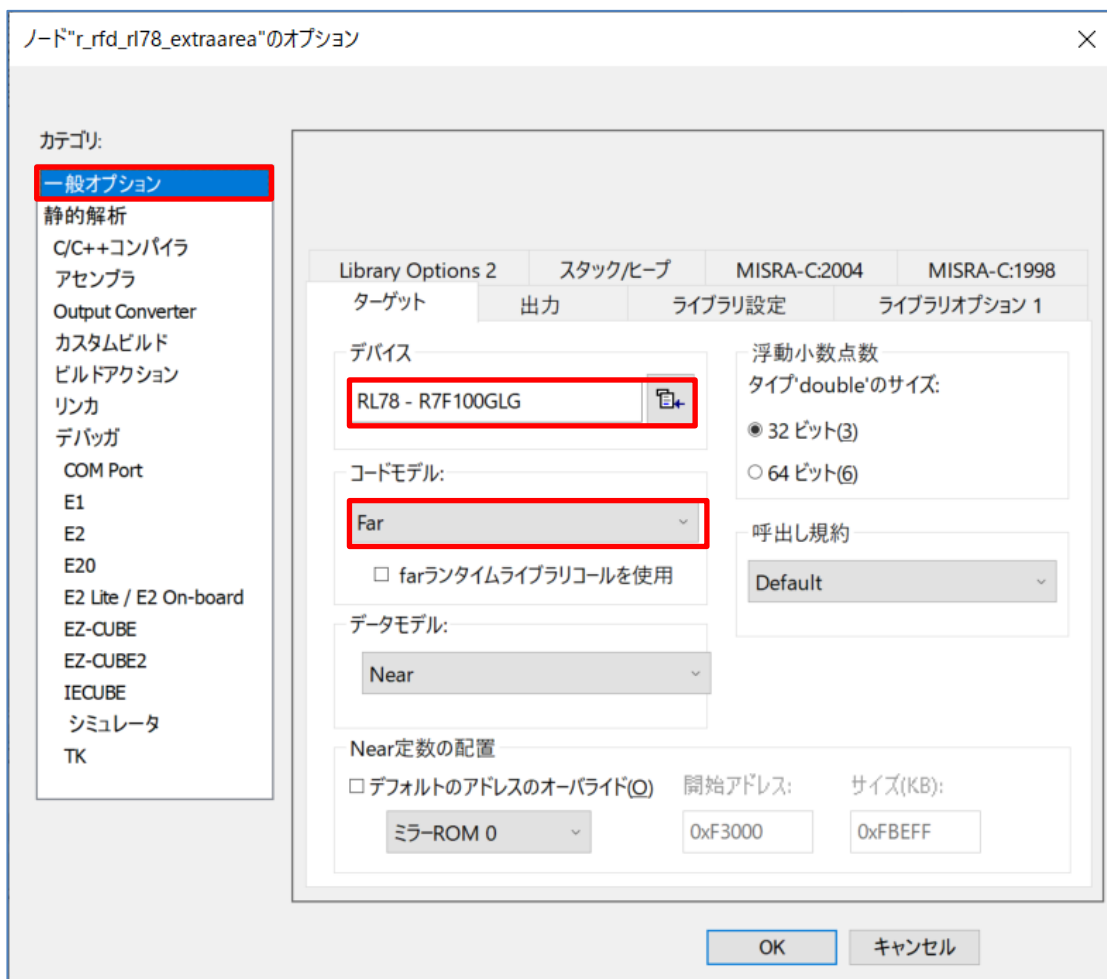 ノード"r_rfd_rl78_extraarea"のオプション
カテゴリ:
一般オプション
静的解析
C/C++コンパイラ
アセンブラ
Output Converter
カスタムビルド
ビルドアクション
リンカ
デバッガ
COM Port
E1
E2
E20
E2 Lite / E2 On-board
EZ-CUBE
EZ-CUBE2
IECUBE
シミュレータ
TK
Library Options 2 スタック/ヒープ MISRA-C:2004 MISRA-C:1998
ターゲット 出力 ライブラリ設定 ライブラリオプション 1
デバイス
RL78 - R7F100GLG
コードモデル:
Far
farランタイムライブラリコールを使用
データモデル:
Near
浮動小数点数
タイプ'double'のサイズ:
32 ビット(3)
64 ビット(6)
呼出し規約
Default
Near定数の配置
デフォルトのアドレスのオーバライド(O) 開始アドレス: サイズ(KB):
ミラーROM 0 0xF3000 0xFBEFF
OK キャンセル